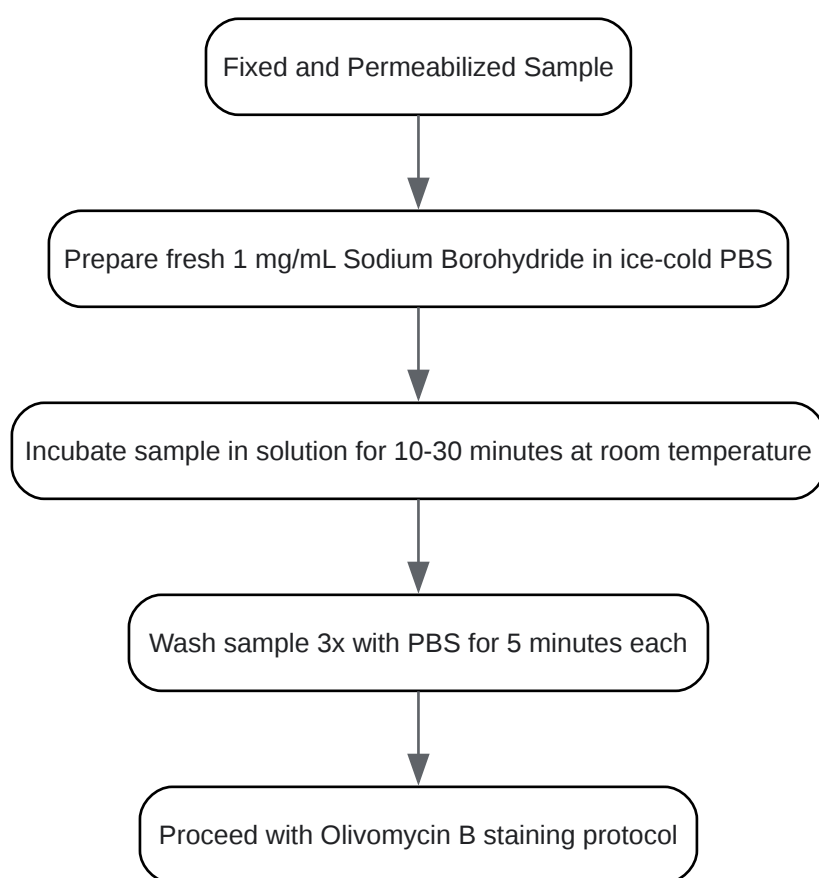 Fixed and Permeabilized Sample
Prepare fresh 1 mg/mL Sodium Borohydride in ice-cold PBS
Incubate sample in solution for 10-30 minutes at room temperature
Wash sample 3x with PBS for 5 minutes each
Proceed with Olivomycin B staining protocol